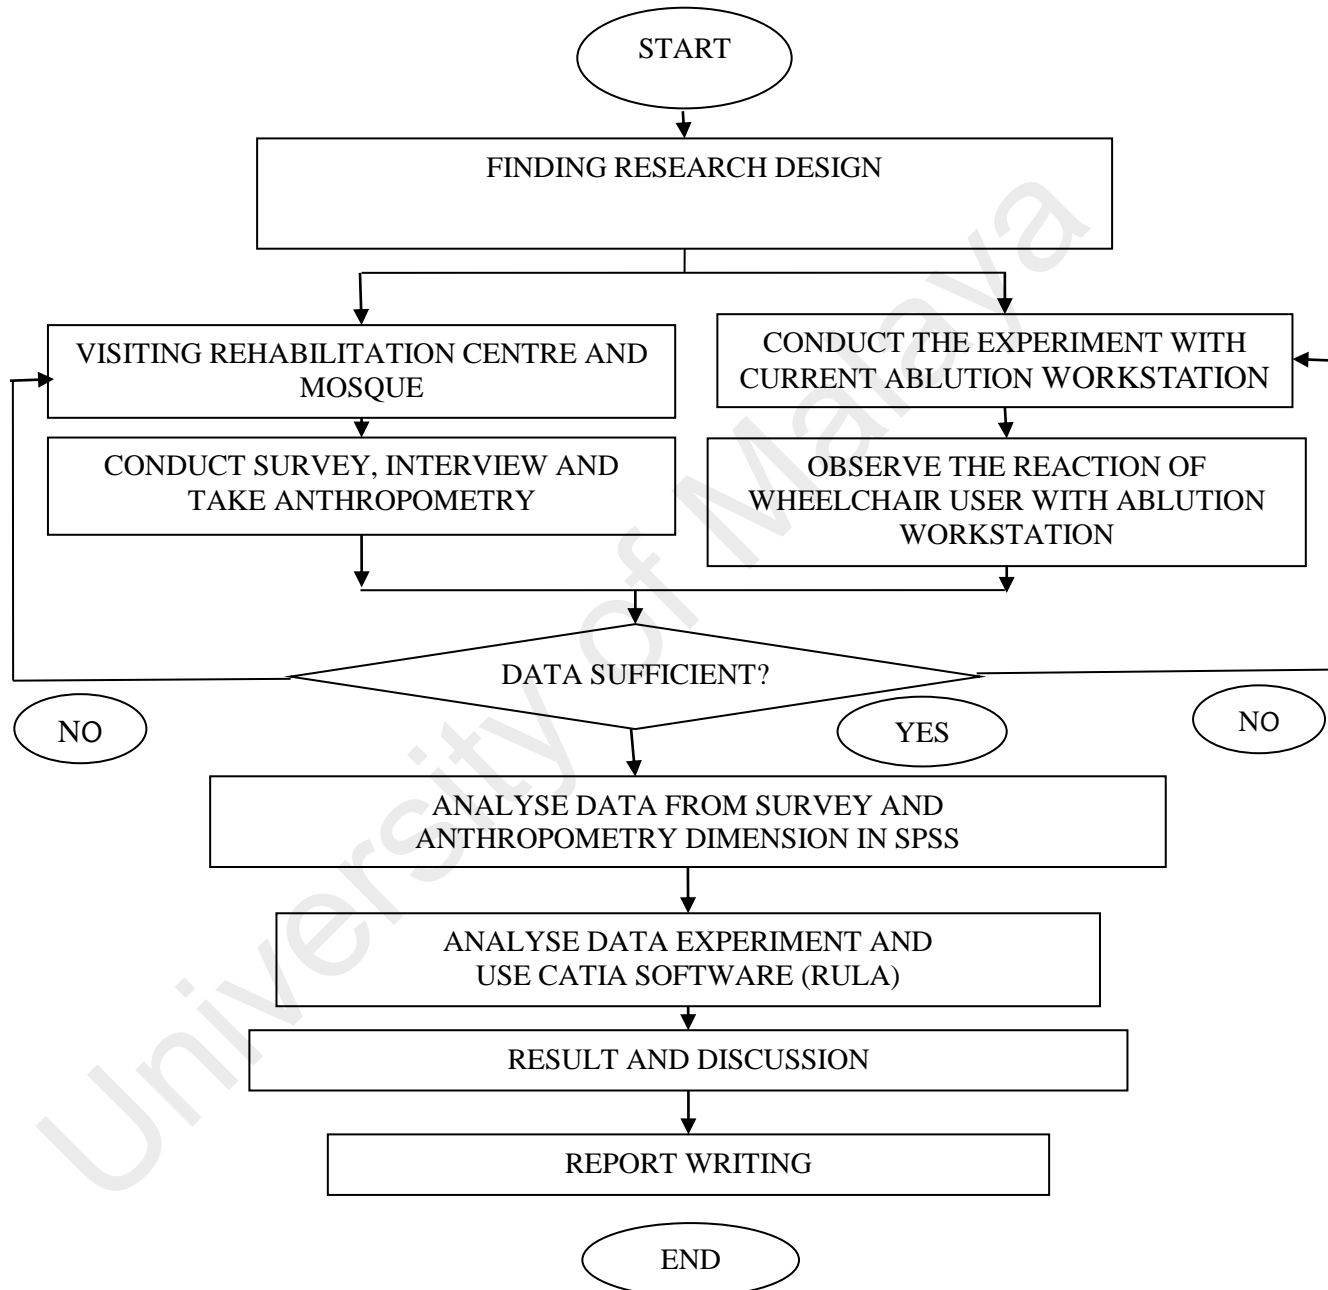 START
FINDING RESEARCH DESIGN
VISITING REHABILITATION CENTRE AND
MOSQUE
CONDUCT THE EXPERIMENT WITH
CURRENT ABLUTION WORKSTATION
CONDUCT SURVEY, INTERVIEW AND
TAKE ANTHROPOMETRY
OBSERVE THE REACTION OF
WHEELCHAIR USER WITH ABLUTION
WORKSTATION
DATA SUFFICIENT?
NO
YES
NO
ANALYSE DATA FROM SURVEY AND
ANTHROPOMETRY DIMENSION IN SPSS
ANALYSE DATA EXPERIMENT AND
USE CATIA SOFTWARE (RULA)
RESULT AND DISCUSSION
REPORT WRITING
END
University of Malaya